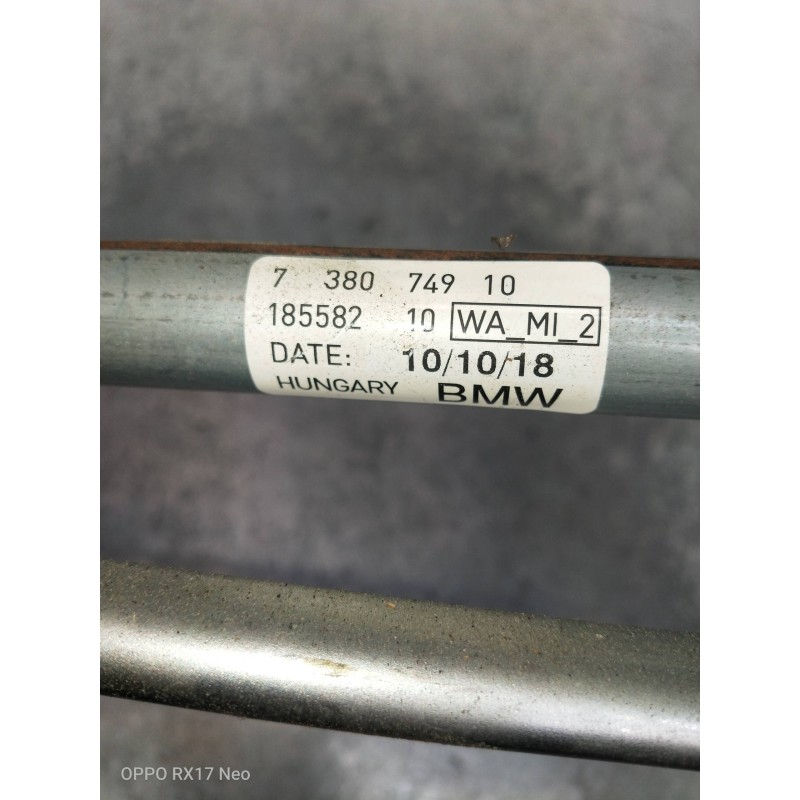 7 380 749 10
185582 10 WA_MI_2
DATE: 10/10/18
HUNGARY BMW
OPPO RX17 Neo